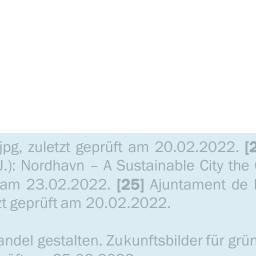 jpg, zuletzt geprüft am 20.02.2022.
J.): Nordhavn – A Sustainable City the
am 23.02.2022. [25] Ajuntament de
zt geprüft am 20.02.2022.
andel gestalten. Zukunftsbilder für grün